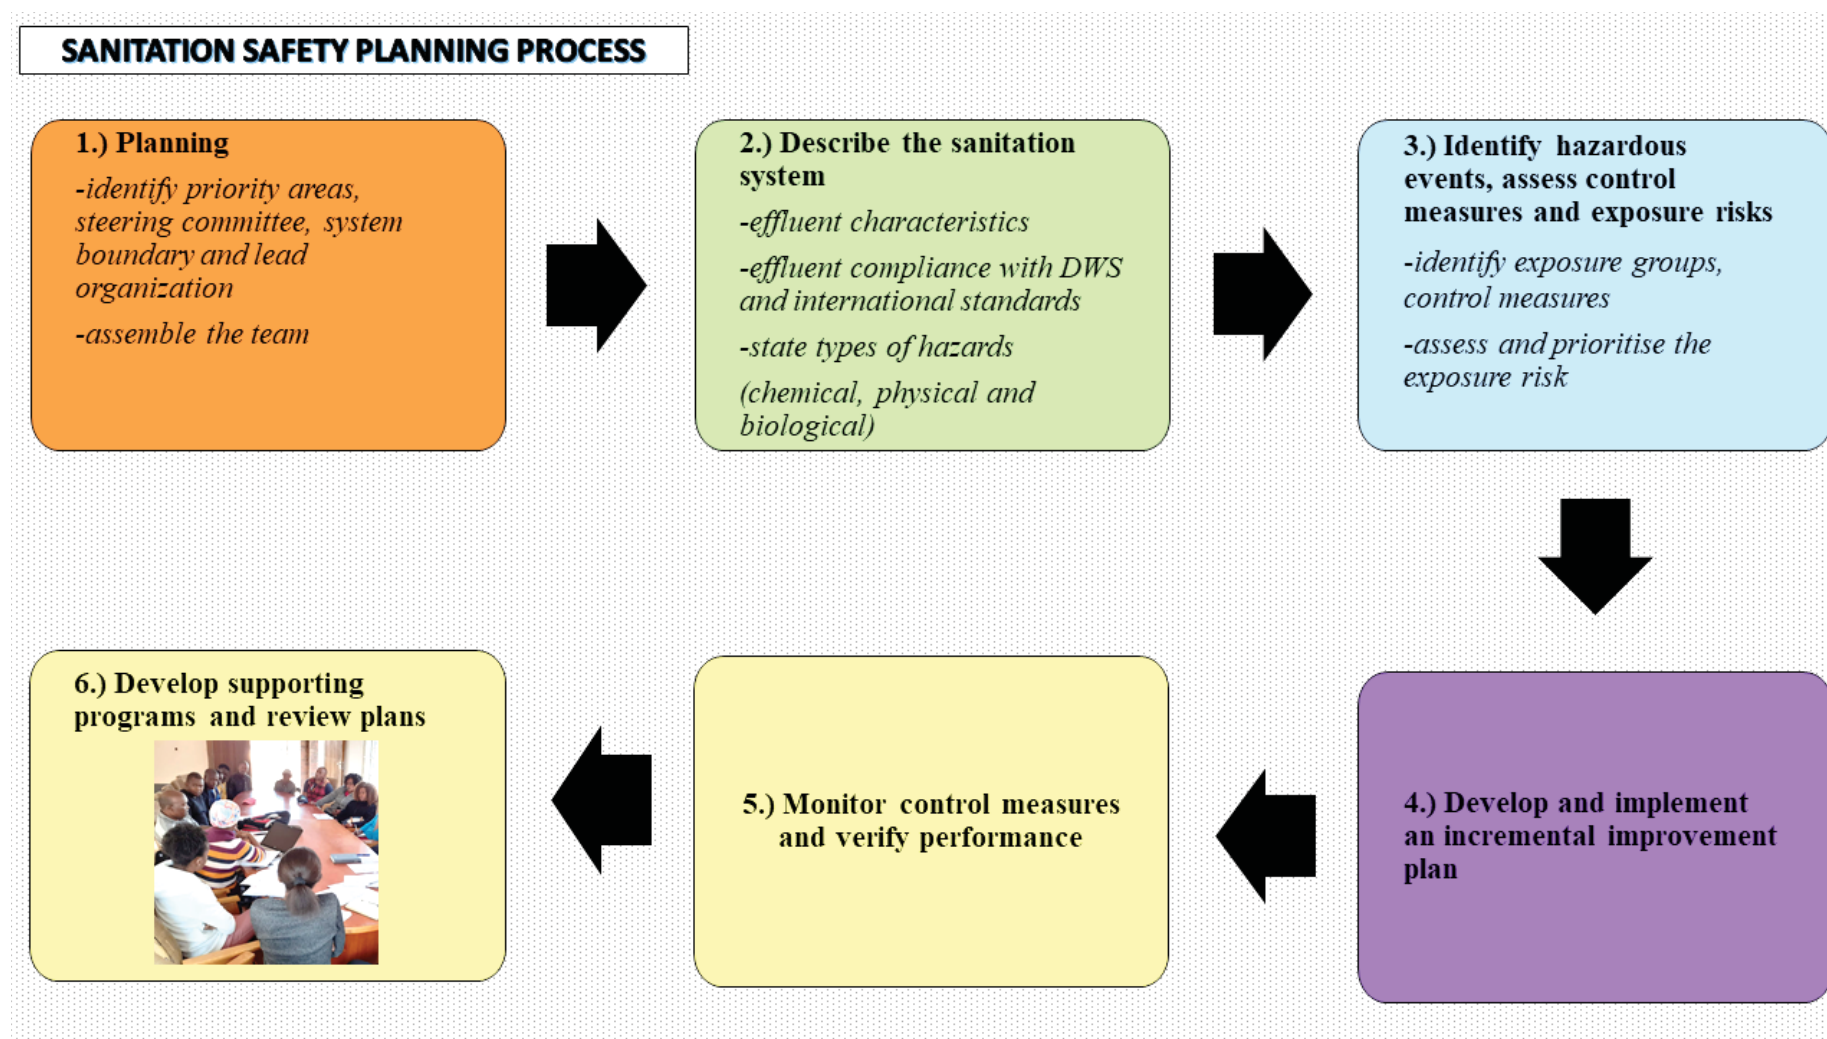 SANITATION SAFETY PLANNING PROCESS
1.) Planning
-identify priority areas,
steering committee, system
boundary and lead
organization
-assemble the team
2.) Describe the sanitation
system
-effluent characteristics
-effluent compliance with DWS
and international standards
-state types of hazards
(chemical, physical and
biological)
3.) Identify hazardous
events, assess control
measures and exposure risks
-identify exposure groups,
control measures
-assess and prioritise the
exposure risk
4.) Develop and implement
an incremental improvement
plan
5.) Monitor control measures
and verify performance
6.) Develop supporting
programs and review plans